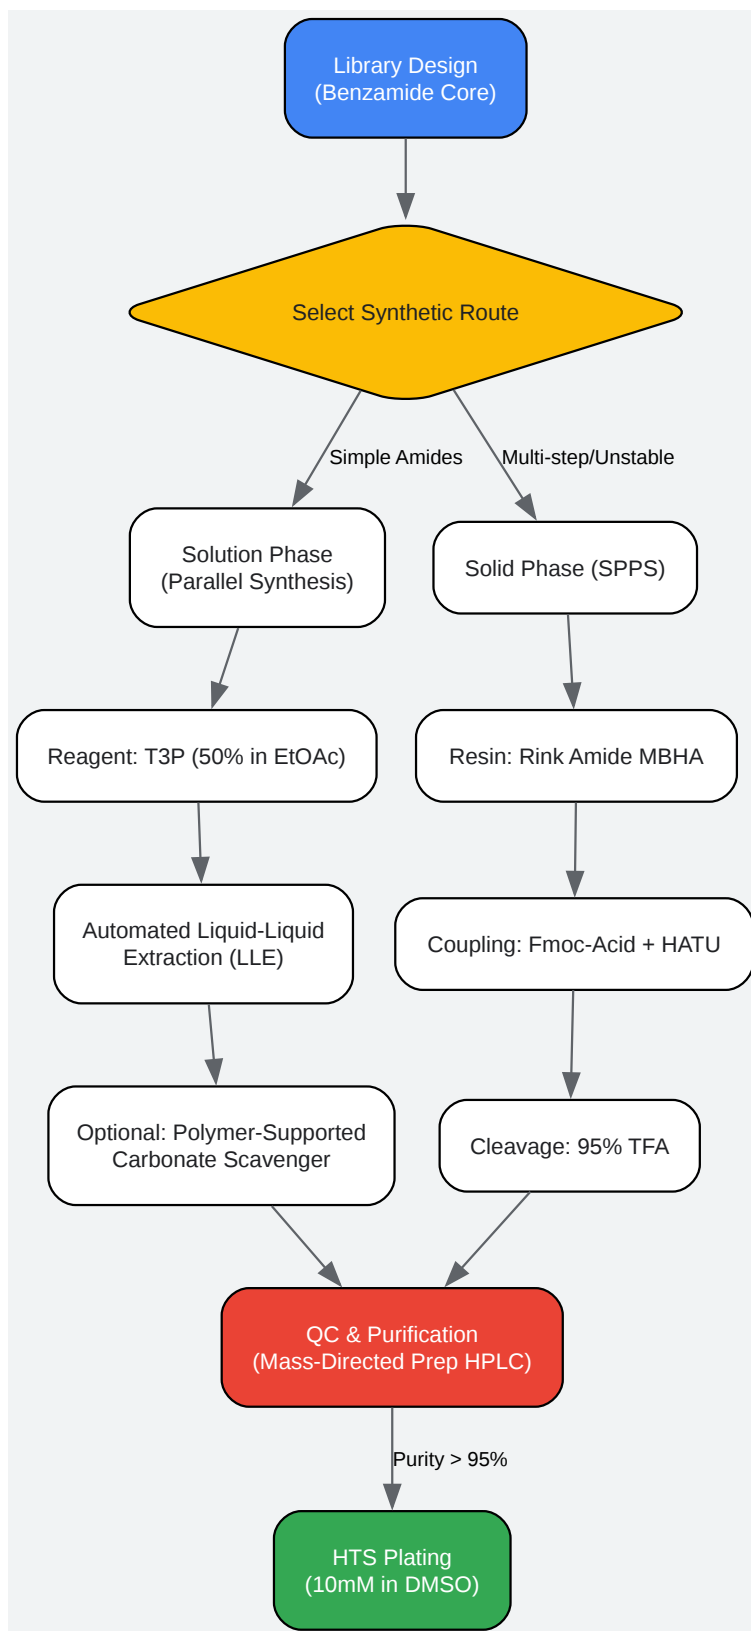 Library Design
(Benzamide Core)
Select Synthetic Route
Simple Amides
Multi-step/Unstable
Solution Phase
(Parallel Synthesis)
Solid Phase (SPPS)
Reagent: T3P (50% in EtOAc)
Resin: Rink Amide MBHA
Automated Liquid-Liquid
Extraction (LLE)
Coupling: Fmoc-Acid + HATU
Optional: Polymer-Supported
Carbonate Scavenger
Cleavage: 95% TFA
QC & Purification
(Mass-Directed Prep HPLC)
Purity > 95%
HTS Plating
(10mM in DMSO)